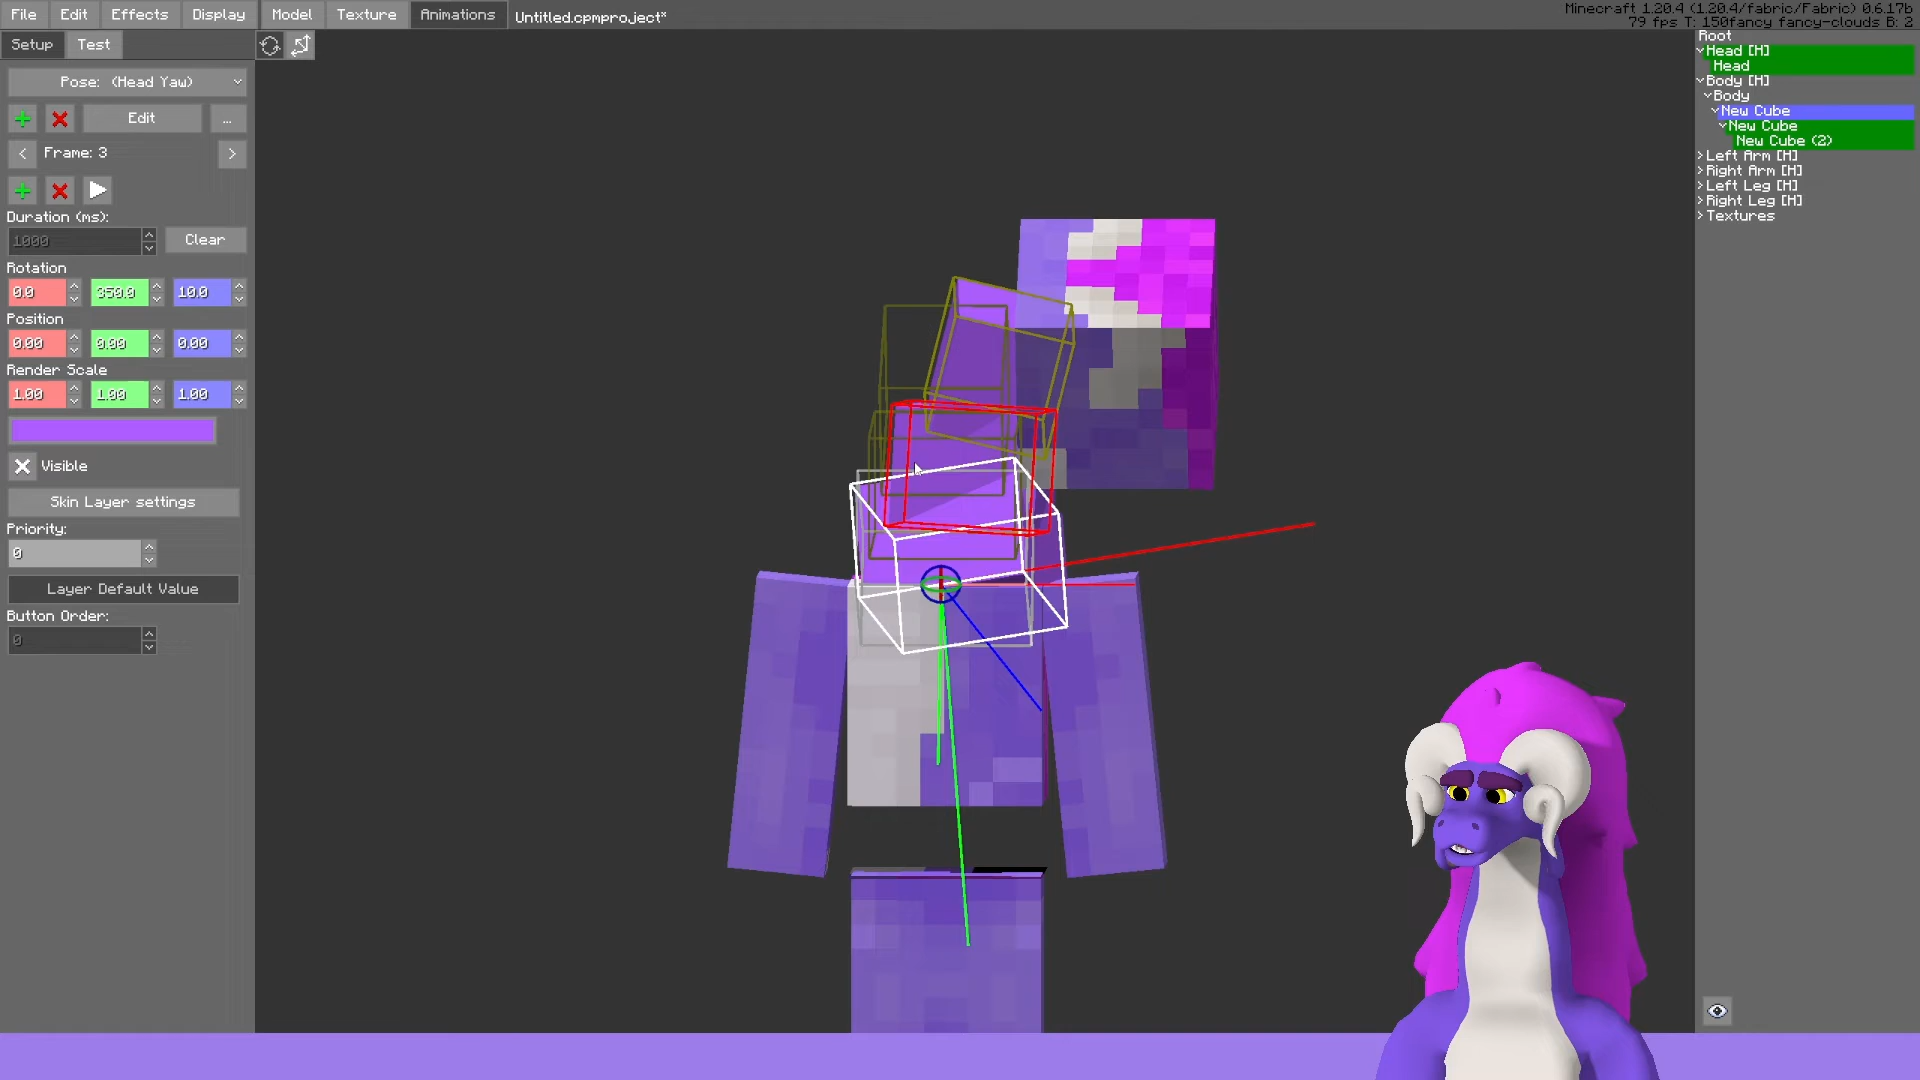 File Edit Effects Display Model Texture Animations Untitled.cpmproject*
Minecraft 1.20.4 (1.20.4/fabric/Fabric) 0.6.17b
79 fps T: 150fancy fancy-clouds B: 2
Setup Test
Pose: (Head Yaw)
Edit ...
Frame: 3
Duration (ms):
1000 Clear
Rotation
0.0 350.0 10.0
Position
0.00 0.00 0.00
Render Scale
1.00 1.00 1.00
Visible
Skin Layer settings
Priority:
0
Layer Default Value
Button Order:
0
Root
Head [H]
Head
Body [H]
Body
New Cube
New Cube
New Cube (2)
Left Arm [H]
Right Arm [H]
Left Leg [H]
Right Leg [H]
Textures